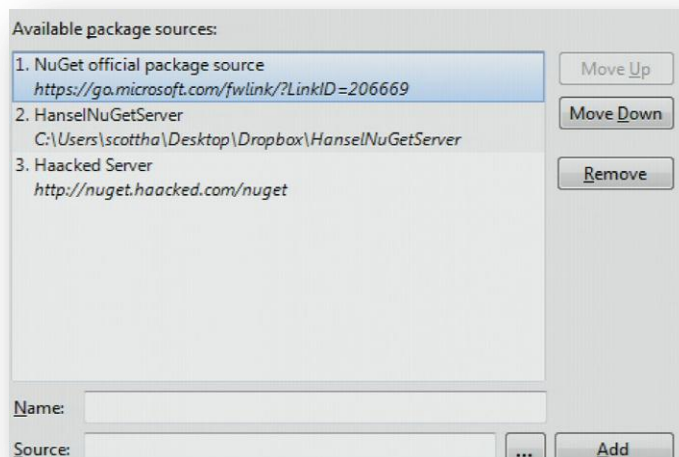 Available package sources:
1. NuGet official package source
https://go.microsoft.com/fwlink/?LinkID=206669
Move Up
2. HanselNuGetServer
C:\Users\scottha\Desktop\Dropbox\HanselNuGetServer
Move Down
3. Haacked Server
http://nuget.haacked.com/nuget
Remove
Name:
Source:
...
Add